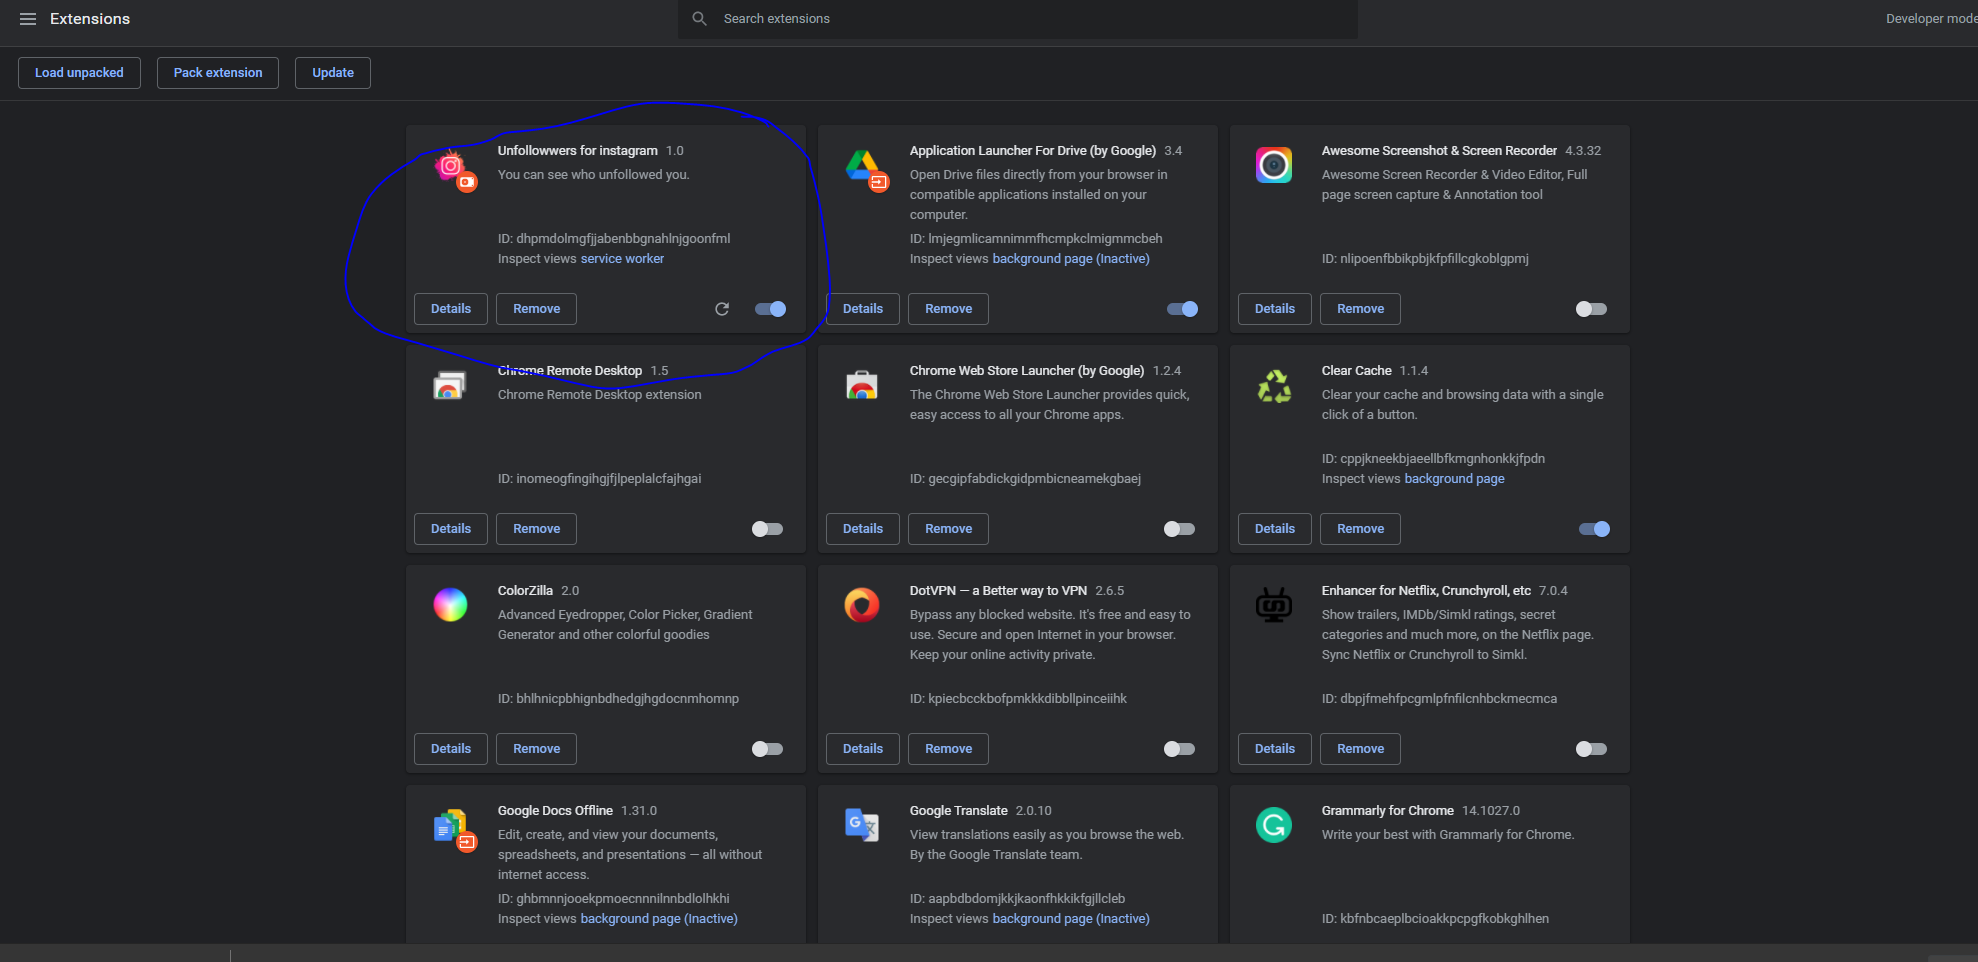 Extensions
Search extensions
Developer mode
Load unpacked
Pack extension
Update
Unfollowwers for instagram 1.0
You can see who unfollowed you.
ID: dhpmdolmgfjjabenbbgnahlnjgoonfml
Inspect views service worker
Details
Remove
Application Launcher For Drive (by Google) 3.4
Open Drive files directly from your browser in
compatible applications installed on your
computer.
ID: lmjegmlicamnimmfhcmpkclmigmmcbeh
Inspect views background page (Inactive)
Details
Remove
Awesome Screenshot & Screen Recorder 4.3.32
Awesome Screen Recorder & Video Editor, Full
page screen capture & Annotation tool
ID: nlipoenfbbikpbjkfpfillcgkoblgpmj
Details
Remove
Chrome Remote Desktop 1.5
Chrome Remote Desktop extension
ID: inomeogfingihgjfjlpeplalcfajhgai
Details
Remove
Chrome Web Store Launcher (by Google) 1.2.4
The Chrome Web Store Launcher provides quick,
easy access to all your Chrome apps.
ID: gecgipfabdickgidpmbicneamekgbaej
Details
Remove
Clear Cache 1.1.4
Clear your cache and browsing data with a single
click of a button.
ID: cppjkneekbjaeellbfkmgnhonkkjfpdn
Inspect views background page
Details
Remove
ColorZilla 2.0
Advanced Eyedropper, Color Picker, Gradient
Generator and other colorful goodies
ID: bhlhnicpbhignbdhedgjhgdocnmhomnp
Details
Remove
DotVPN — a Better way to VPN 2.6.5
Bypass any blocked website. It's free and easy to
use. Secure and open Internet in your browser.
Keep your online activity private.
ID: kpiecbcckbofpmkkkdibbllpinceiihk
Details
Remove
Enhancer for Netflix, Crunchyroll, etc 7.0.4
Show trailers, IMDb/Simkl ratings, secret
categories and much more, on the Netflix page.
Sync Netflix or Crunchyroll to Simkl.
ID: dbpjfmehfpcgmlpfnfilcnhbckmecmca
Details
Remove
Google Docs Offline 1.31.0
Edit, create, and view your documents,
spreadsheets, and presentations — all without
internet access.
ID: ghbmnnjooekpmoecnnnilnnbdlolhkhi
Inspect views background page (Inactive)
Google Translate 2.0.10
View translations easily as you browse the web.
By the Google Translate team.
ID: aapbdbdomjkkjkaonfhkkikfgjllcleb
Inspect views background page (Inactive)
Grammarly for Chrome 14.1027.0
Write your best with Grammarly for Chrome.
ID: kbfnbcaeplbcioakkpcpgfkobkghlhen